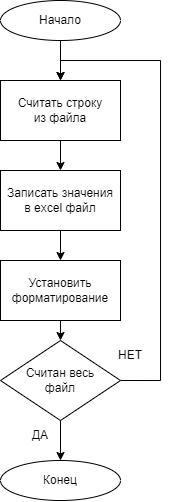 Начало
Считать строку
из файла
Записать значения
в excel файл
Установить
форматирование
НЕТ
Считан весь
файл
ДА
Конец